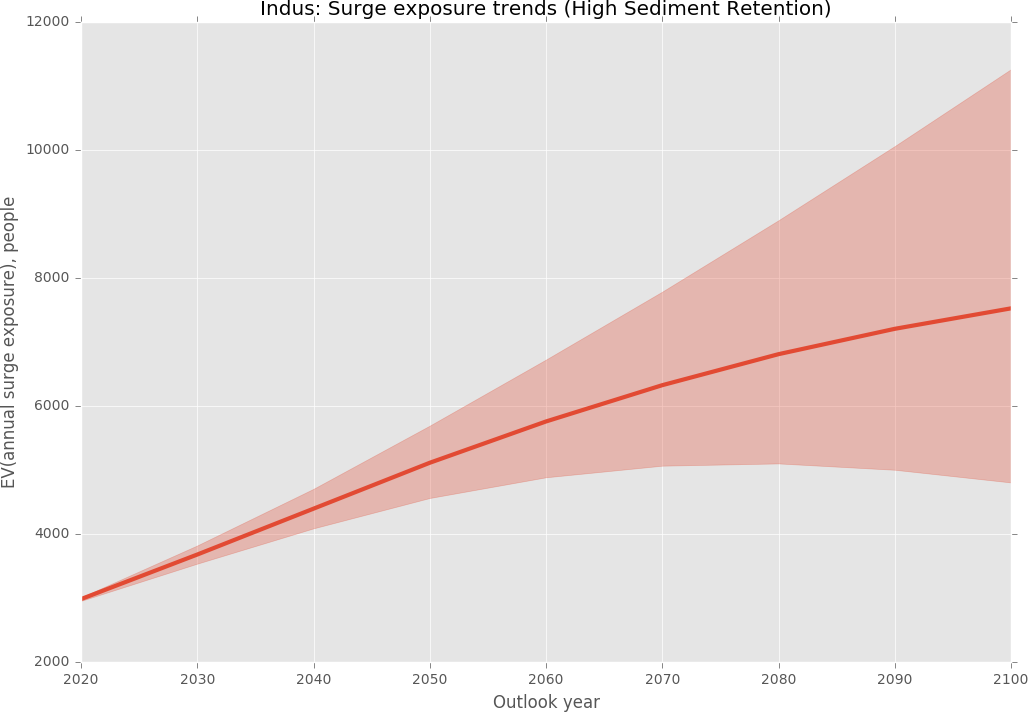 Indus: Surge exposure trends (High Sediment Retention)
12000
10000
8000
6000
4000
2000
EV(annual surge exposure), people
2020 2030 2040 2050 2060 2070 2080 2090 2100
Outlook year